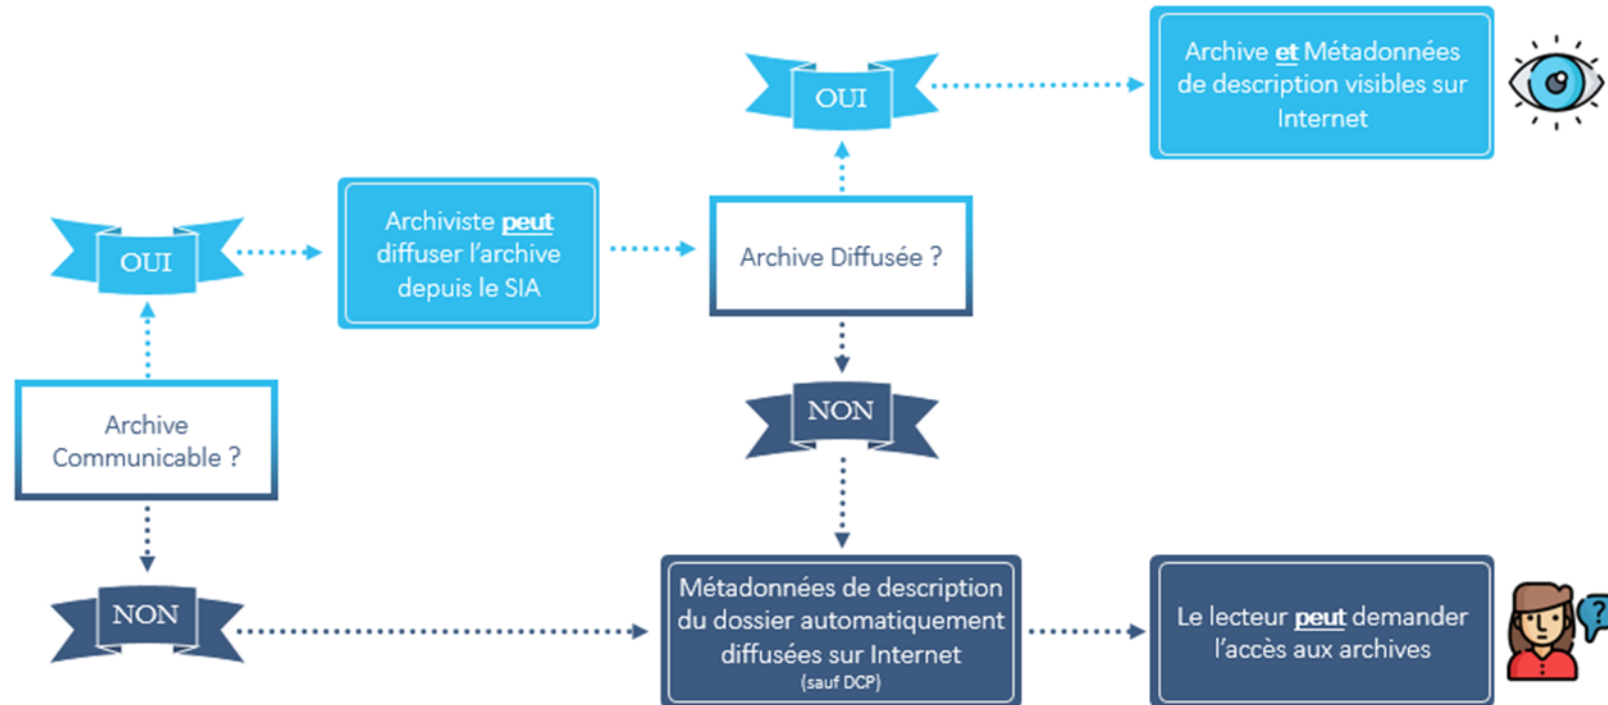 OUI
Archive et Métadonnées
de description visibles sur
Internet
OUI
Archiviste peut
diffuser l'archive
depuis le SIA
Archive Diffusée ?
Archive
Communicable ?
NON
NON
Métadonnées de description
du dossier automatiquement
diffusées sur Internet
(sauf DCP)
Le lecteur peut demander
l'accès aux archives
?